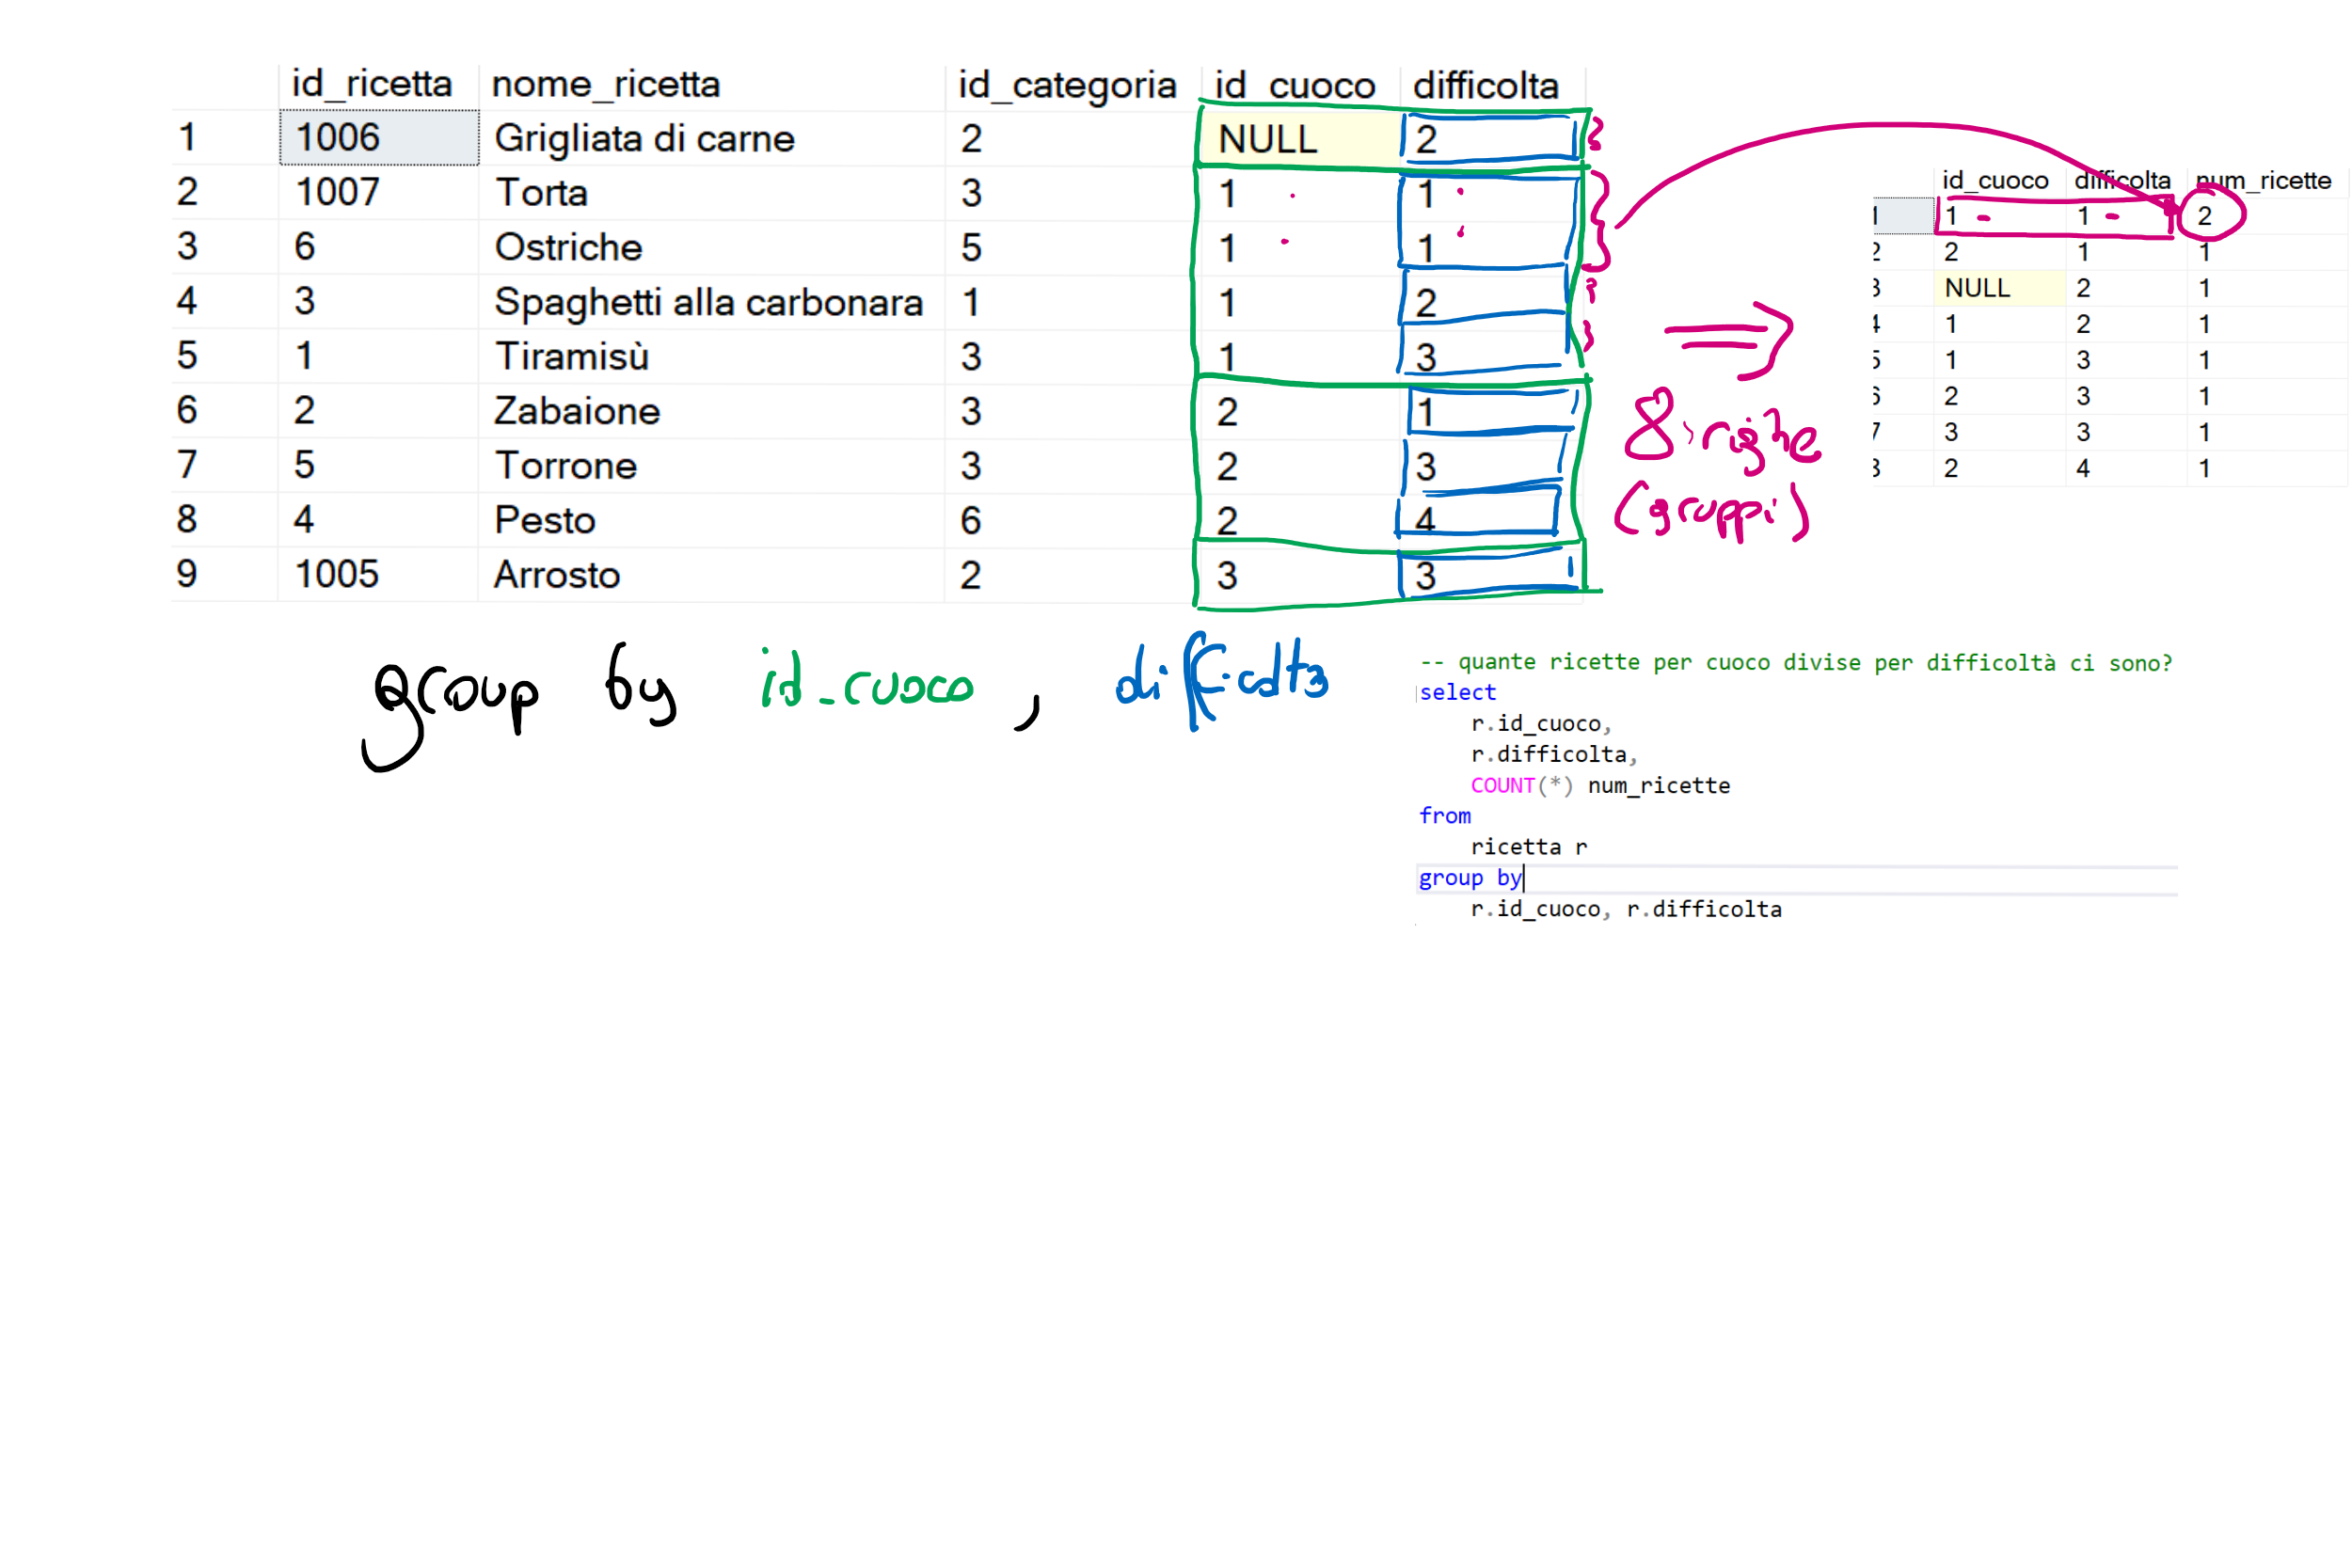 id_ricetta nome_ricetta id_categoria id_cuoco difficolta
1 1006 Grigliata di carne 2 NULL 2
2 1007 Torta 3 1 1
3 6 Ostriche 5 1 1
4 3 Spaghetti alla carbonara 1 1 2
5 1 Tiramisù 3 1 3
6 2 Zabaione 3 2 1
7 5 Torrone 3 2 3
8 4 Pesto 6 2 4
9 1005 Arrosto 2 3 3
id_cuoco difficolta num_ricette
1 1 1 2
2 2 1 1
3 NULL 2 1
4 1 2 1
5 1 3 1
6 2 3 1
7 3 3 1
8 2 4 1
8 righe
(gruppi)
group by id_cuoco, difficolta
-- quante ricette per cuoco divise per difficoltà ci sono?
select
r.id_cuoco,
r.difficolta,
COUNT(*) num_ricette
from
ricetta r
group by
r.id_cuoco, r.difficolta